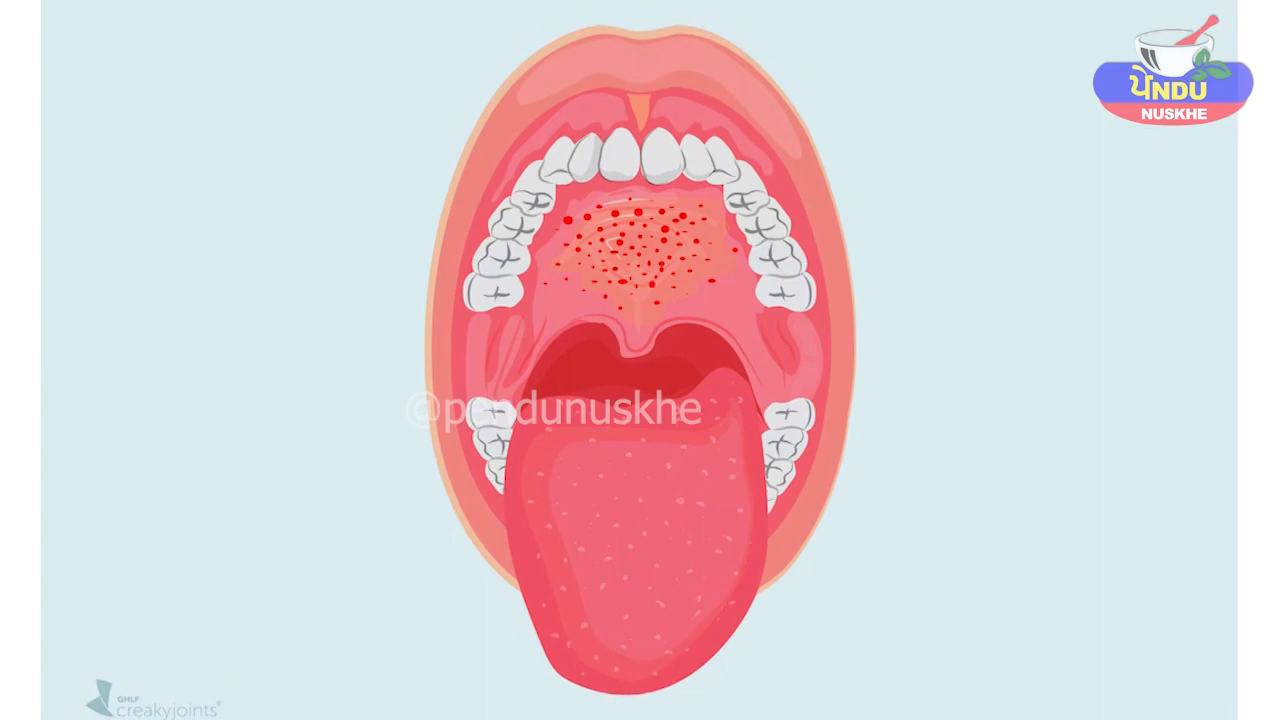 ਪੇNDU
NUSKHE
@pendunuskhe
GHLF
creakyjoints®